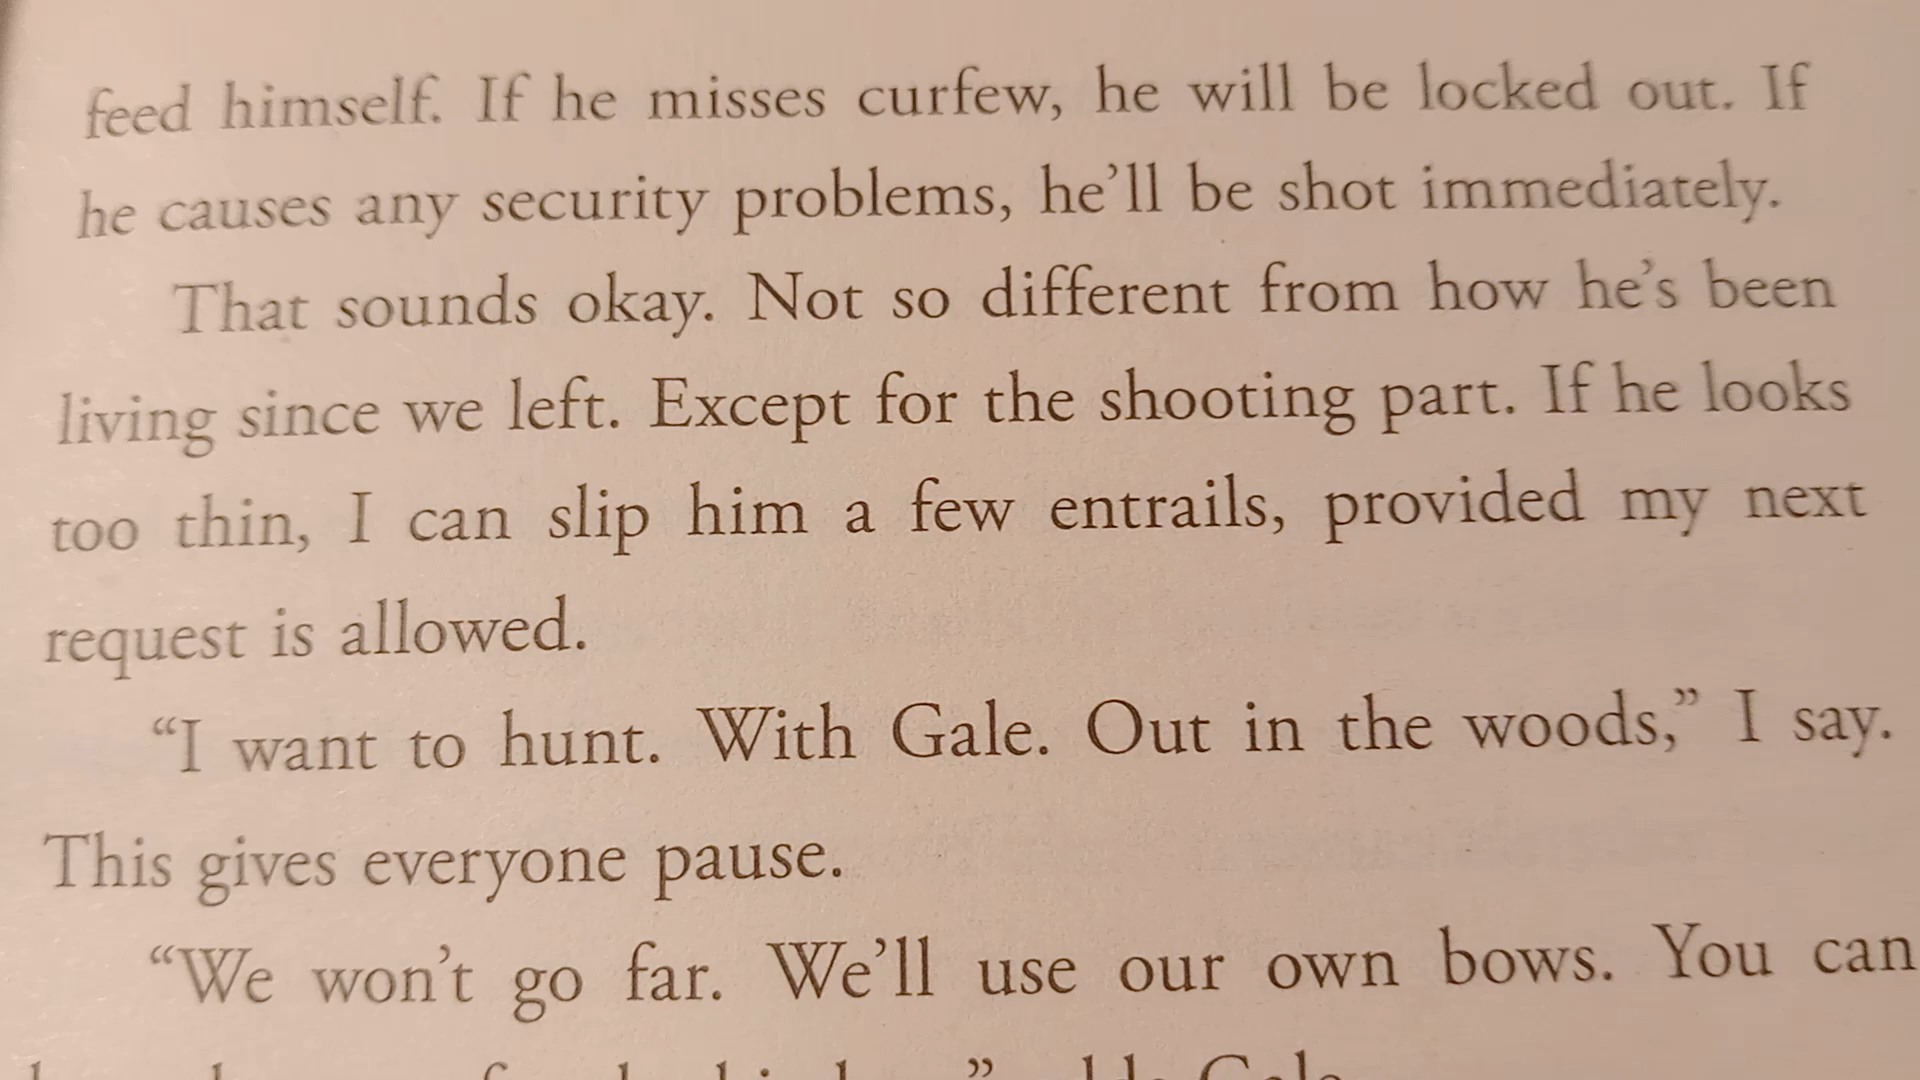 feed himself. If he misses curfew, he will be locked out. If
he causes any security problems, he’ll be shot immediately.
That sounds okay. Not so different from how he’s been
living since we left. Except for the shooting part. If he looks
too thin, I can slip him a few entrails, provided my next
request is allowed.
“I want to hunt. With Gale. Out in the woods,” I say.
This gives everyone pause.
“We won’t go far. We’ll use our own bows. You can